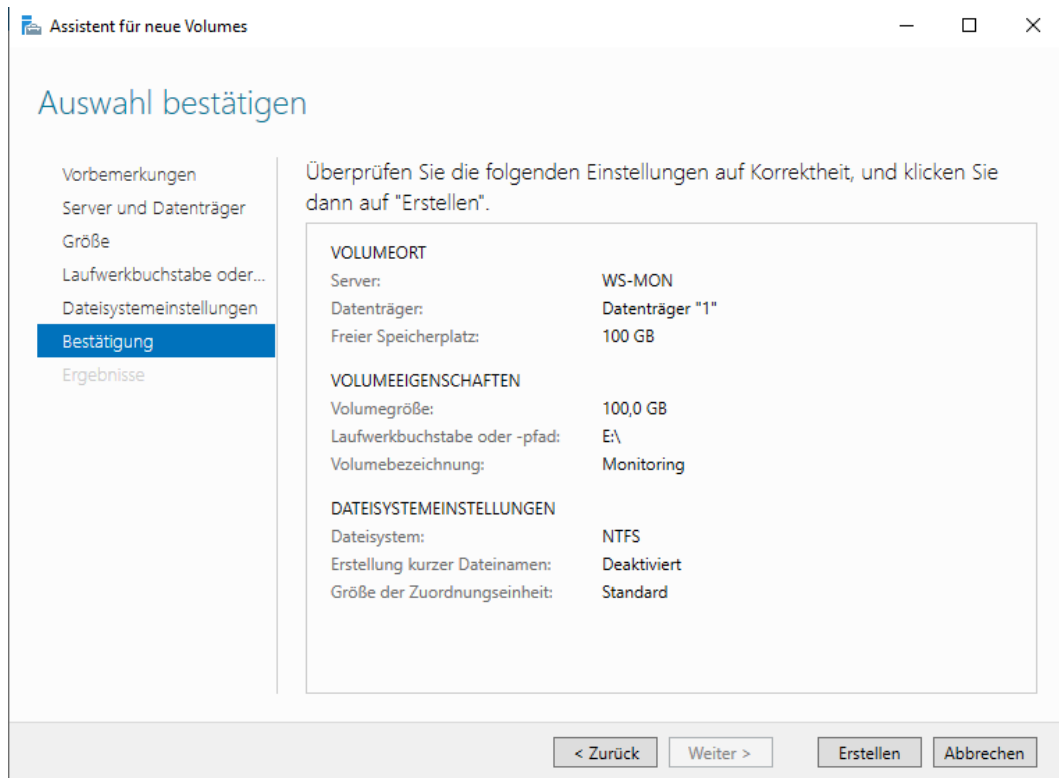 Assistent für neue Volumes
Auswahl bestätigen
Vorbemerkungen
Server und Datenträger
Größe
Laufwerkbuchstabe oder...
Dateisystemeinstellungen
Bestätigung
Ergebnisse
Überprüfen Sie die folgenden Einstellungen auf Korrektheit, und klicken Sie
dann auf "Erstellen".
VOLUMEORT
Server: WS-MON
Datenträger: Datenträger "1"
Freier Speicherplatz: 100 GB
VOLUMEEIGENSCHAFTEN
Volumegröße: 100,0 GB
Laufwerkbuchstabe oder -pfad: E:\
Volumebezeichnung: Monitoring
DATEISYSTEMEINSTELLUNGEN
Dateisystem: NTFS
Erstellung kurzer Dateinamen: Deaktiviert
Größe der Zuordnungseinheit: Standard
< Zurück Weiter > Erstellen Abbrechen